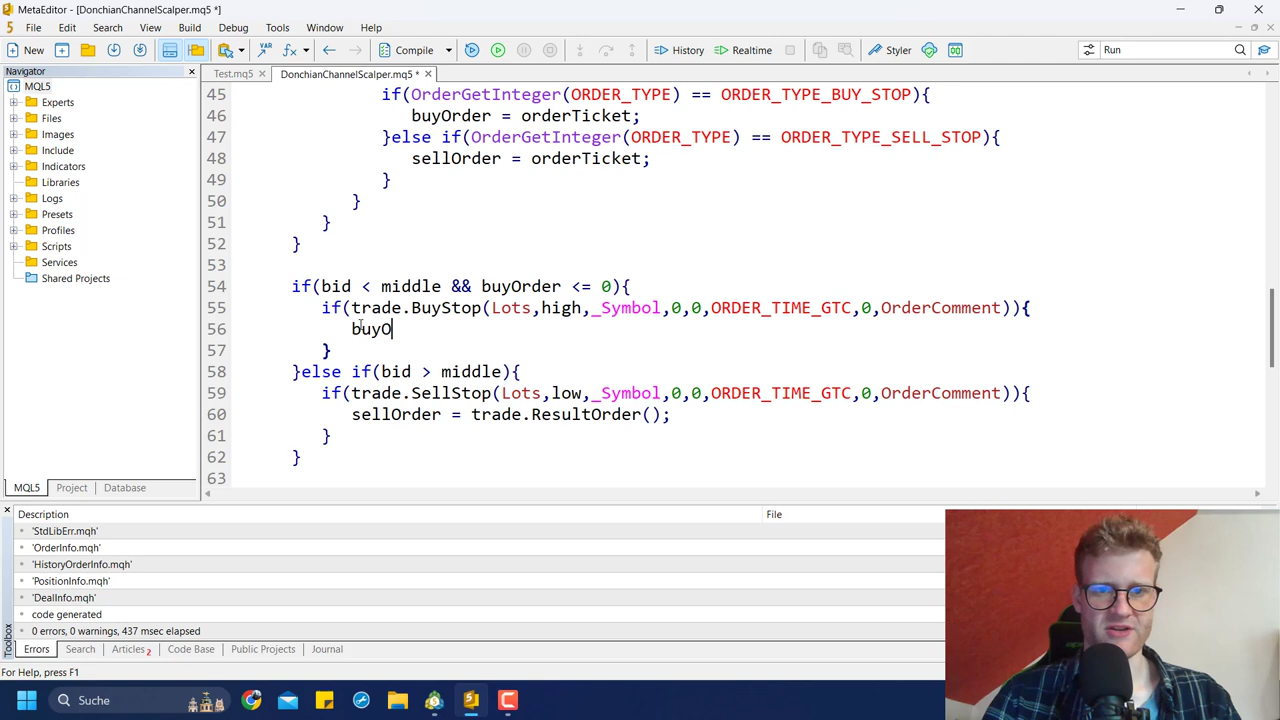 MetaEditor - [DonchianChannelScalper.mq5 *]
5 File Edit Search View Build Debug Tools Window Help
New Compile History Realtime Styler Run
Navigator
Test.mq5 DonchianChannelScalper.mq5 *
MQL5
Experts
Files
Images
Include
Indicators
Libraries
Logs
Presets
Profiles
Scripts
Services
Shared Projects
MQL5 Project Database
45 if(OrderGetInteger(ORDER_TYPE) == ORDER_TYPE_BUY_STOP){
46 buyOrder = orderTicket;
47 }else if(OrderGetInteger(ORDER_TYPE) == ORDER_TYPE_SELL_STOP){
48 sellOrder = orderTicket;
49 }
50 }
51 }
52 }
53
54 if(bid < middle && buyOrder <= 0){
55 if(trade.BuyStop(Lots,high,_Symbol,0,0,ORDER_TIME_GTC,0,OrderComment)){
56 buyO
57 }
58 }else if(bid > middle){
59 if(trade.SellStop(Lots,low,_Symbol,0,0,ORDER_TIME_GTC,0,OrderComment)){
60 sellOrder = trade.ResultOrder();
61 }
62 }
63
Description File
'StdLibErr.mqh'
'OrderInfo.mqh'
'HistoryOrderInfo.mqh'
'PositionInfo.mqh'
'DealInfo.mqh'
code generated
0 errors, 0 warnings, 437 msec elapsed
Toolbox
Errors Search Articles 2 Code Base Public Projects Journal
For Help, press F1
Suche